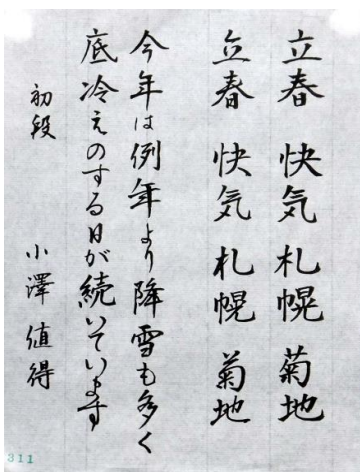 立春 快気 札幌 菊地
立春 快気 札幌 菊地
今年は例年より降雪も多く
底冷えのする日が続いています
初段 小澤 値得
311